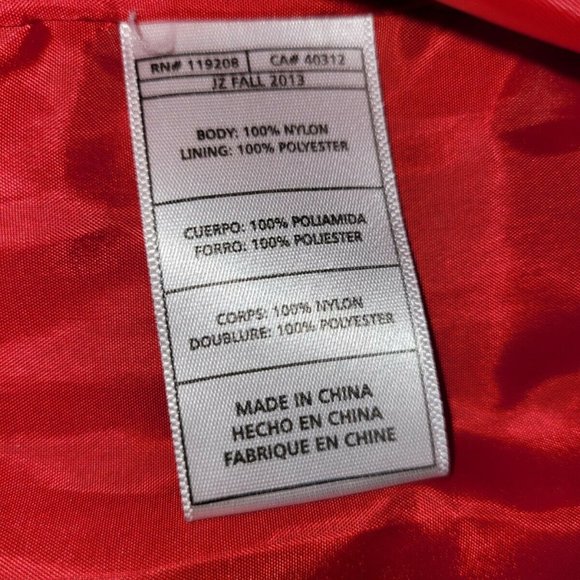 RN# 119208 CA# 40312
JZ FALL 2013
BODY: 100% NYLON
LINING: 100% POLYESTER
CUERPO: 100% POLIAMIDA
FORRO: 100% POLIESTER
CORPS: 100% NYLON
DOUBLURE: 100% POLYESTER
MADE IN CHINA
HECHO EN CHINA
FABRIQUE EN CHINE